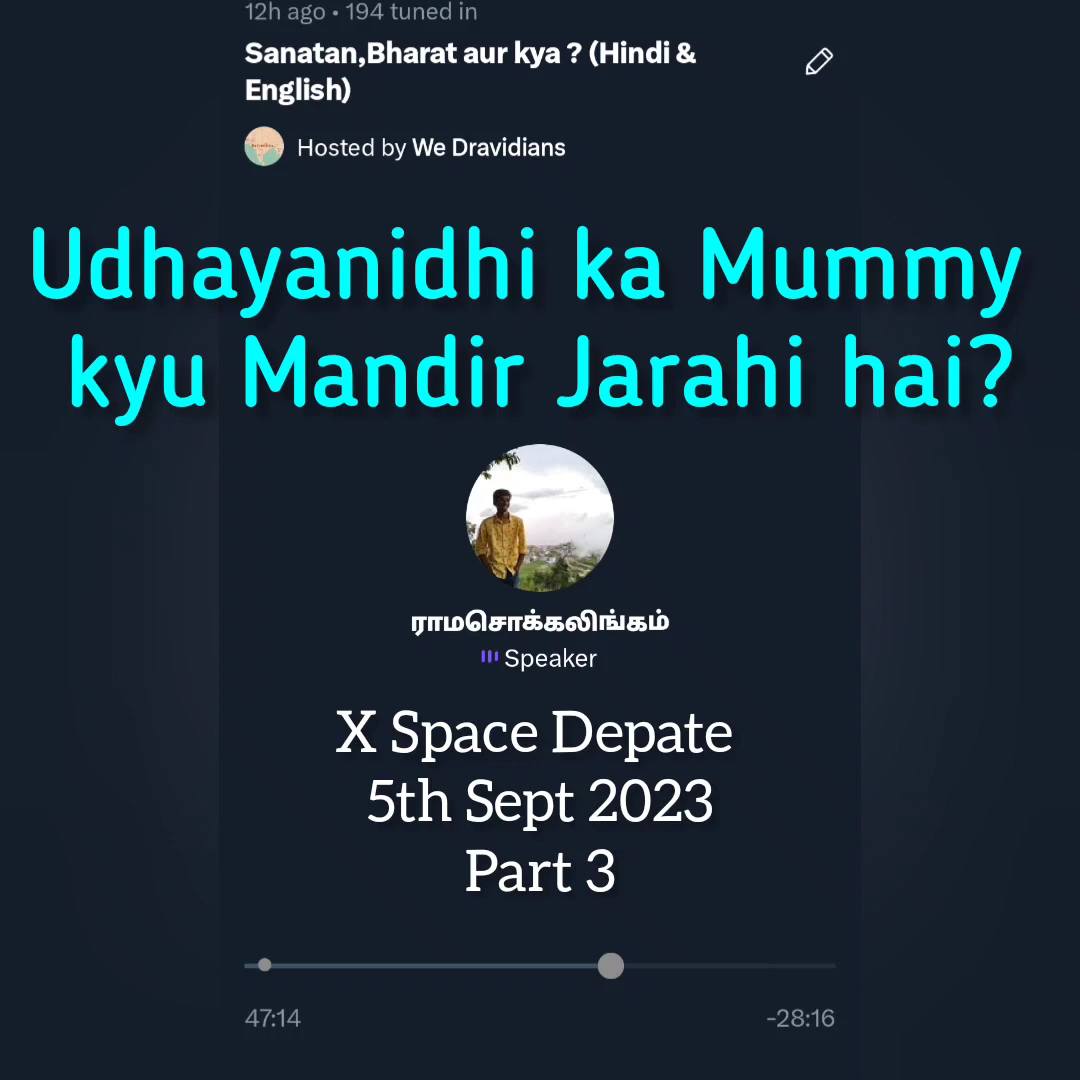 12h ago • 194 tuned in
Sanatan,Bharat aur kya ? (Hindi &
English)
Hosted by We Dravidians
Udhayanidhi ka Mummy
kyu Mandir Jarahi hai?
ராமசொக்கலிங்கம்
Speaker
X Space Depate
5th Sept 2023
Part 3
47:14
-28:16